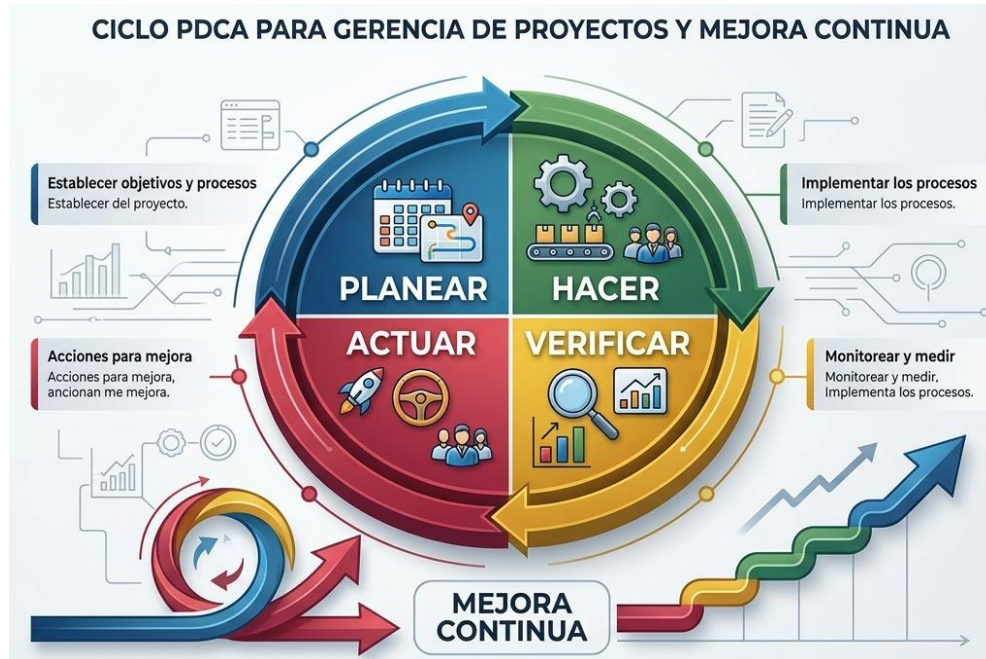 CICLO PDCA PARA GERENCIA DE PROYECTOS Y MEJORA CONTINUA
Establecer objetivos y procesos
Establecer del proyecto.
Implementar los procesos
Implementar los procesos.
PLANEAR
HACER
ACTUAR
VERIFICAR
Acciones para mejora
Acciones para mejora,
ancionan me mejora.
Monitorear y medir
Monitorear y medir,
Implementa los procesos.
MEJORA
CONTINUA